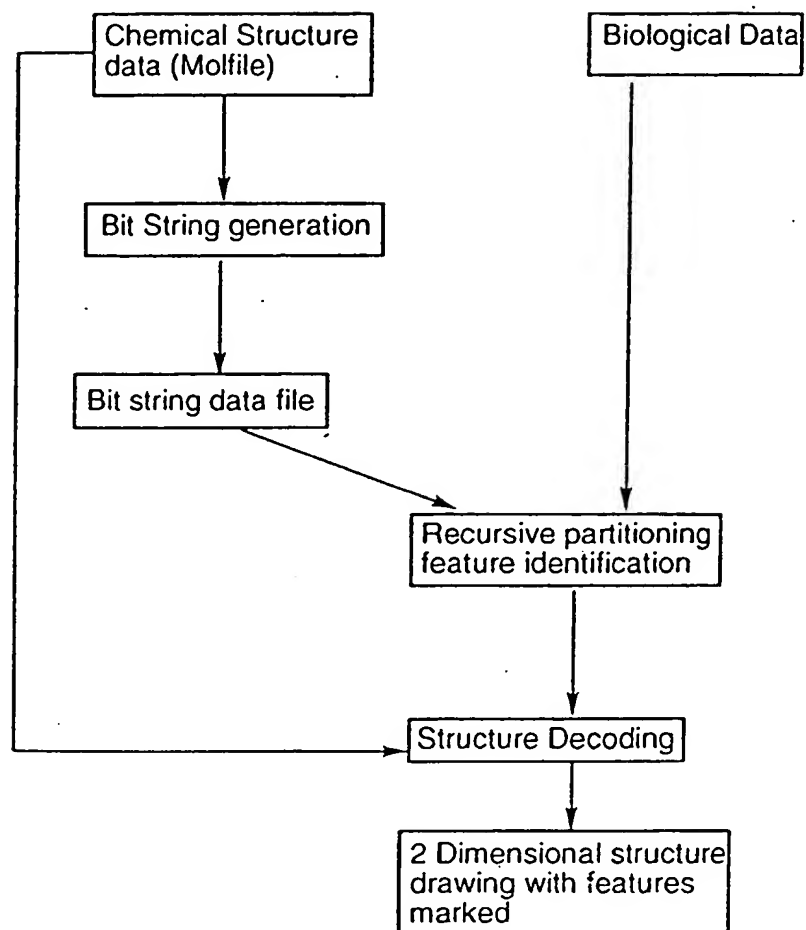 Chemical Structure
data (Molfile)
Biological Data
Bit String generation
Bit string data file
Recursive partitioning
feature identification
Structure Decoding
2 Dimensional structure
drawing with features
marked